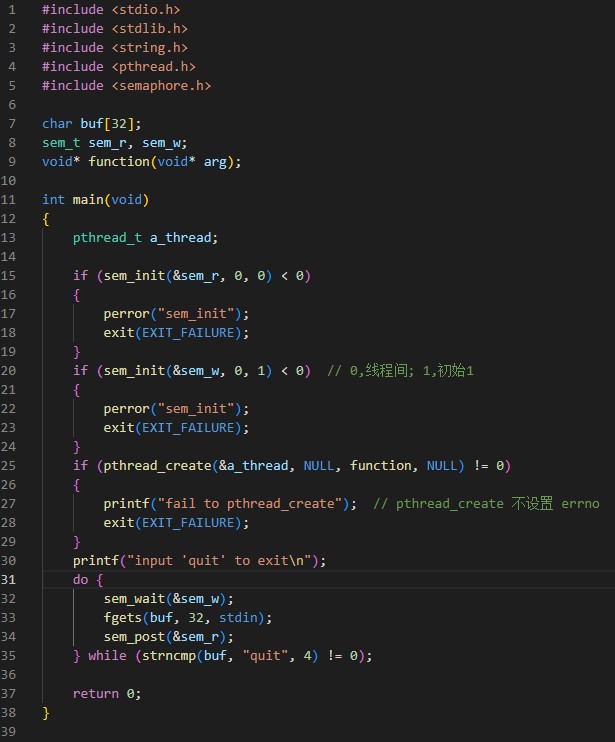 1 #include <stdio.h>
2 #include <stdlib.h>
3 #include <string.h>
4 #include <pthread.h>
5 #include <semaphore.h>
6
7 char buf[32];
8 sem_t sem_r, sem_w;
9 void* function(void* arg);
10
11 int main(void)
12 {
13     pthread_t a_thread;
14
15     if (sem_init(&sem_r, 0, 0) < 0)
16     {
17         perror("sem_init");
18         exit(EXIT_FAILURE);
19     }
20     if (sem_init(&sem_w, 0, 1) < 0)  // 0,线程间; 1,初始1
21     {
22         perror("sem_init");
23         exit(EXIT_FAILURE);
24     }
25     if (pthread_create(&a_thread, NULL, function, NULL) != 0)
26     {
27         printf("fail to pthread_create");  // pthread_create 不设置 errno
28         exit(EXIT_FAILURE);
29     }
30     printf("input 'quit' to exit\n");
31     do {
32         sem_wait(&sem_w);
33         fgets(buf, 32, stdin);
34         sem_post(&sem_r);
35     } while (strncmp(buf, "quit", 4) != 0);
36
37     return 0;
38 }
39